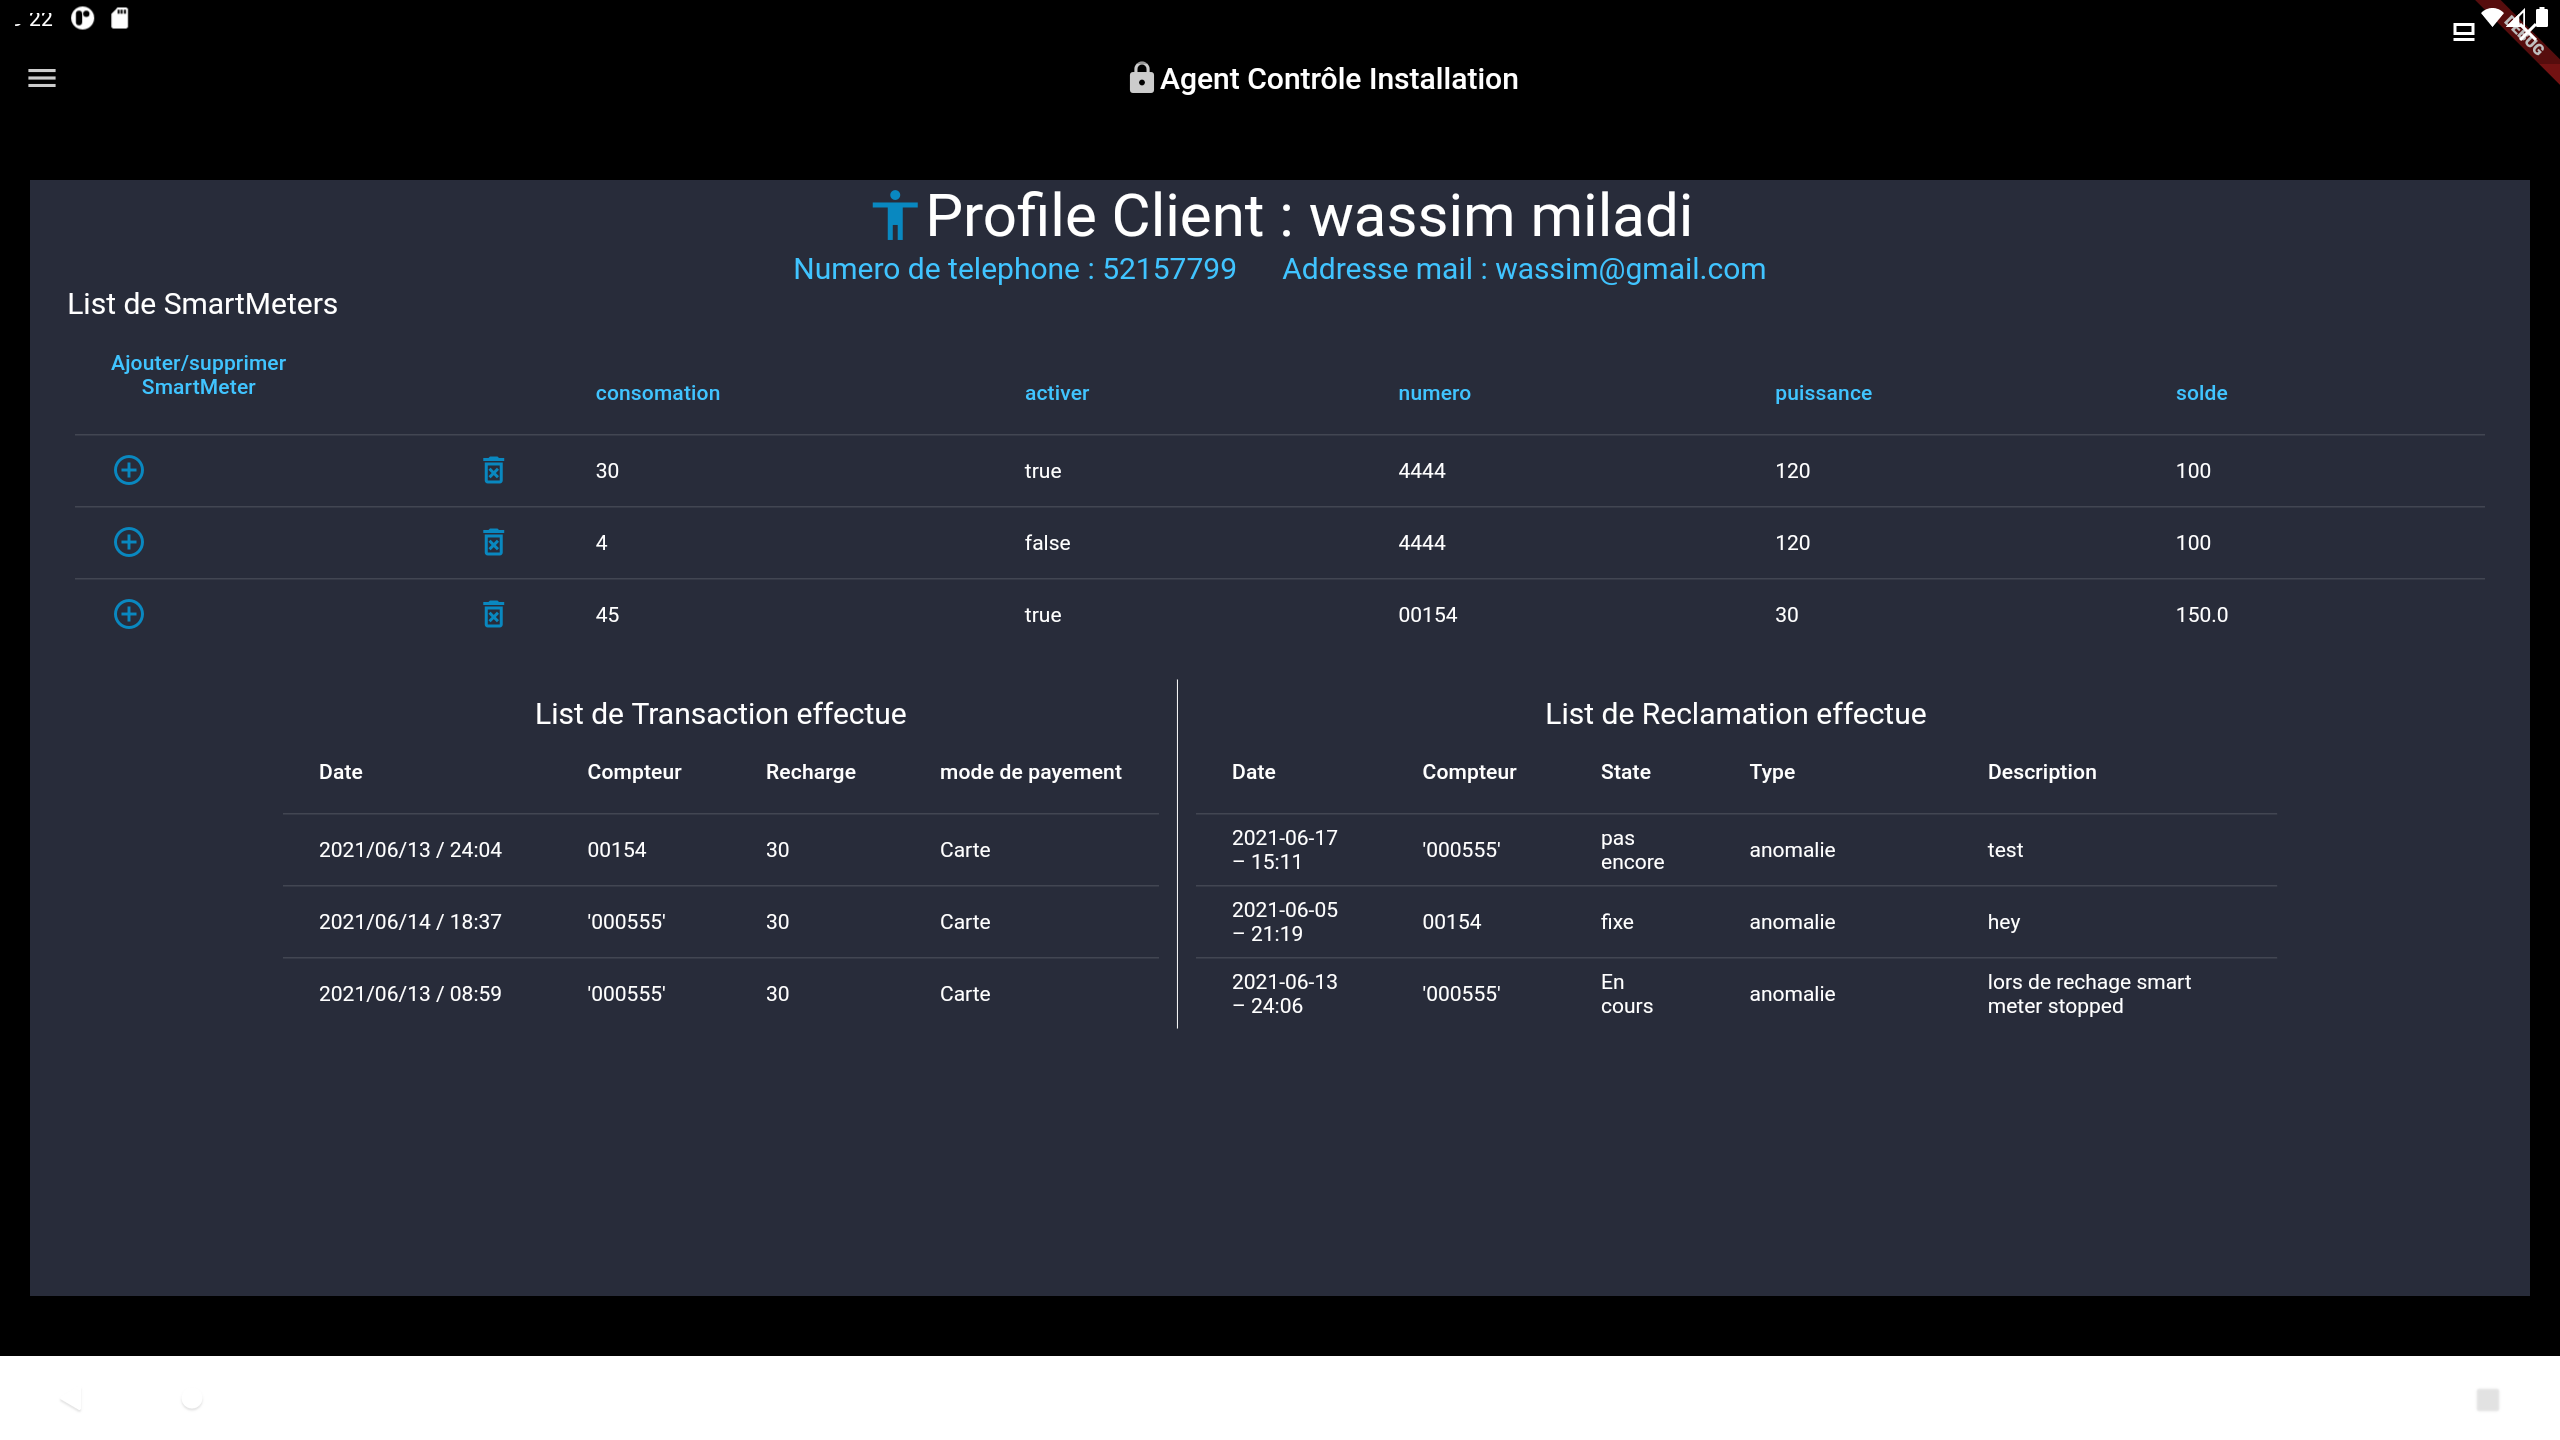 22
DEBUG
Agent Contrôle Installation
Profile Client : wassim miladi
Numero de telephone : 52157799 Addresse mail : wassim@gmail.com
List de SmartMeters
Ajouter/supprimer
SmartMeter
consomation activer numero puissance solde
30 true 4444 120 100
4 false 4444 120 100
45 true 00154 30 150.0
List de Transaction effectue
Date Compteur Recharge mode de payement
2021/06/13 / 24:04 00154 30 Carte
2021/06/14 / 18:37 '000555' 30 Carte
2021/06/13 / 08:59 '000555' 30 Carte
List de Reclamation effectue
Date Compteur State Type Description
2021-06-17
– 15:11 '000555' pas
encore anomalie test
2021-06-05
– 21:19 00154 fixe anomalie hey
2021-06-13
– 24:06 '000555' En
cours anomalie lors de rechage smart
meter stopped